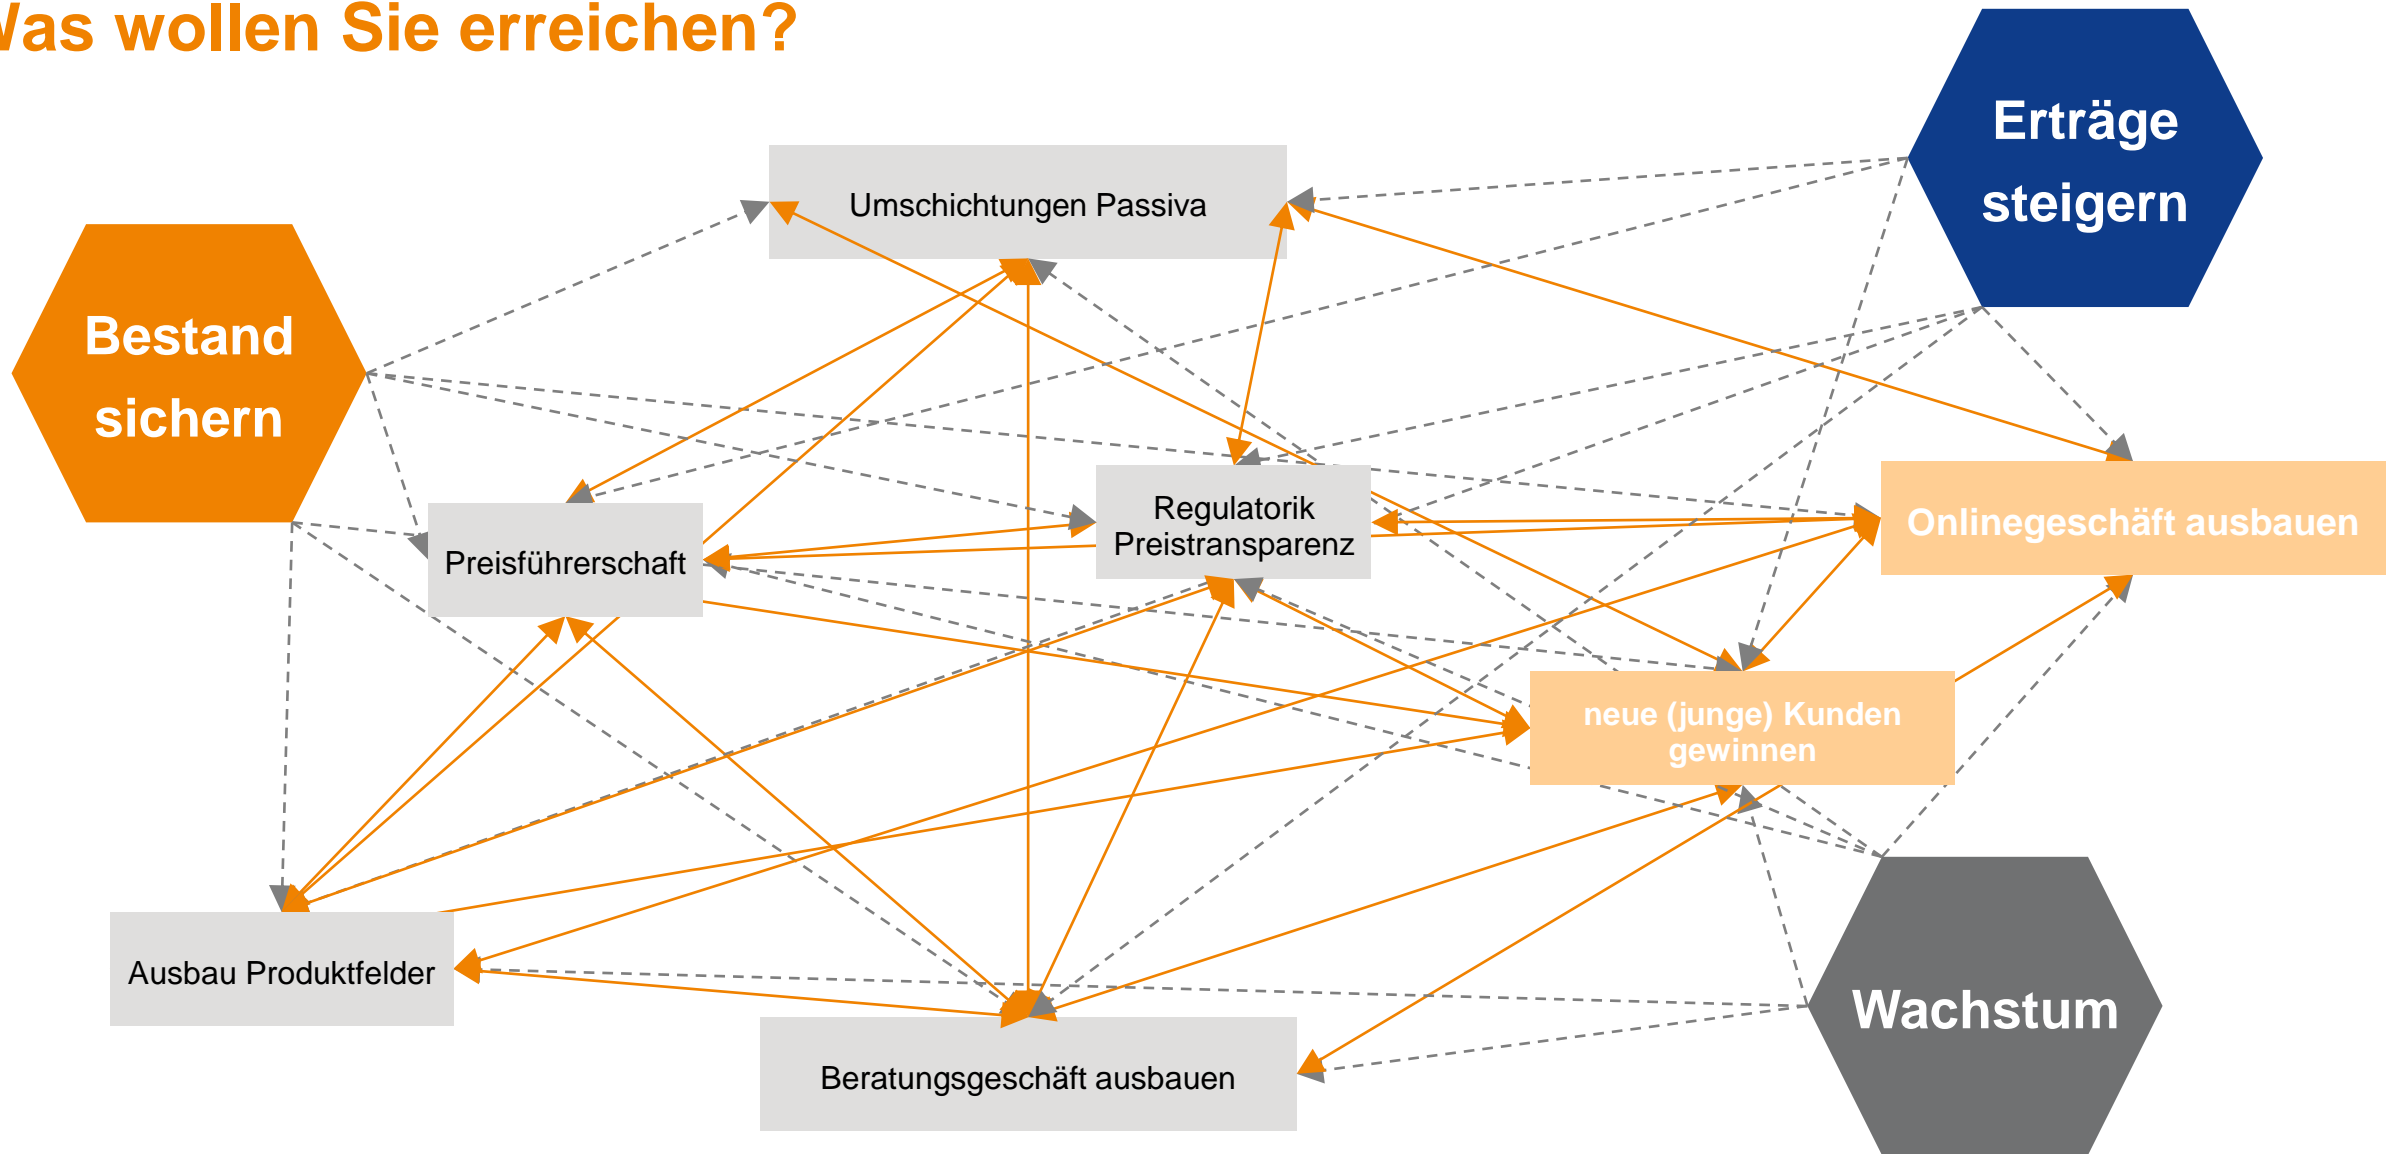 Was wollen Sie erreichen?
Erträge
steigern
Umschichtungen Passiva
Bestand
sichern
Regulatorik
Preistransparenz
Onlinegeschäft ausbauen
Preisführerschaft
neue (junge) Kunden
gewinnen
Ausbau Produktfelder
Wachstum
Beratungsgeschäft ausbauen